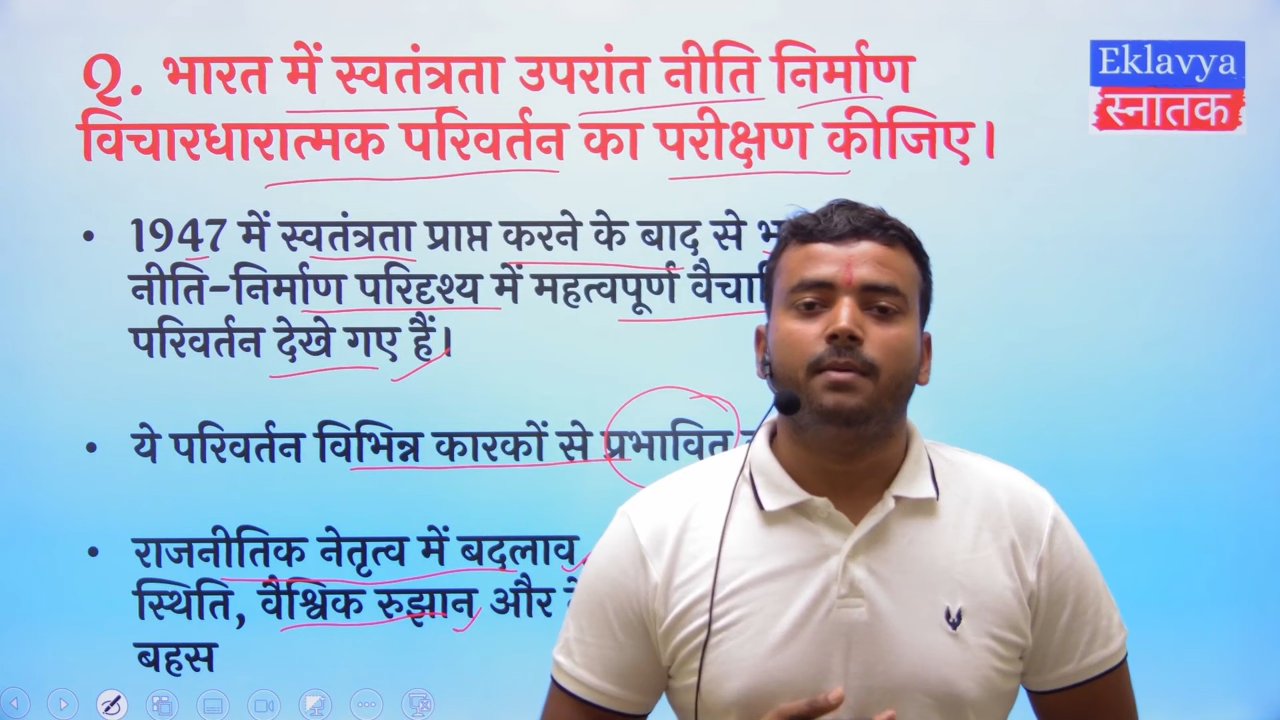 Q. भारत में स्वतंत्रता उपरांत नीति निर्माण
विचारधारात्मक परिवर्तन का परीक्षण कीजिए।
Eklavya
स्नातक
• 1947 में स्वतंत्रता प्राप्त करने के बाद से
नीति-निर्माण परिदृश्य में महत्वपूर्ण
परिवर्तन देखे गए हैं।
• ये परिवर्तन विभिन्न कारकों से प्रभावित
• राजनीतिक नेतृत्व में बदलाव
स्थिति, वैश्विक रुझान और
बहस